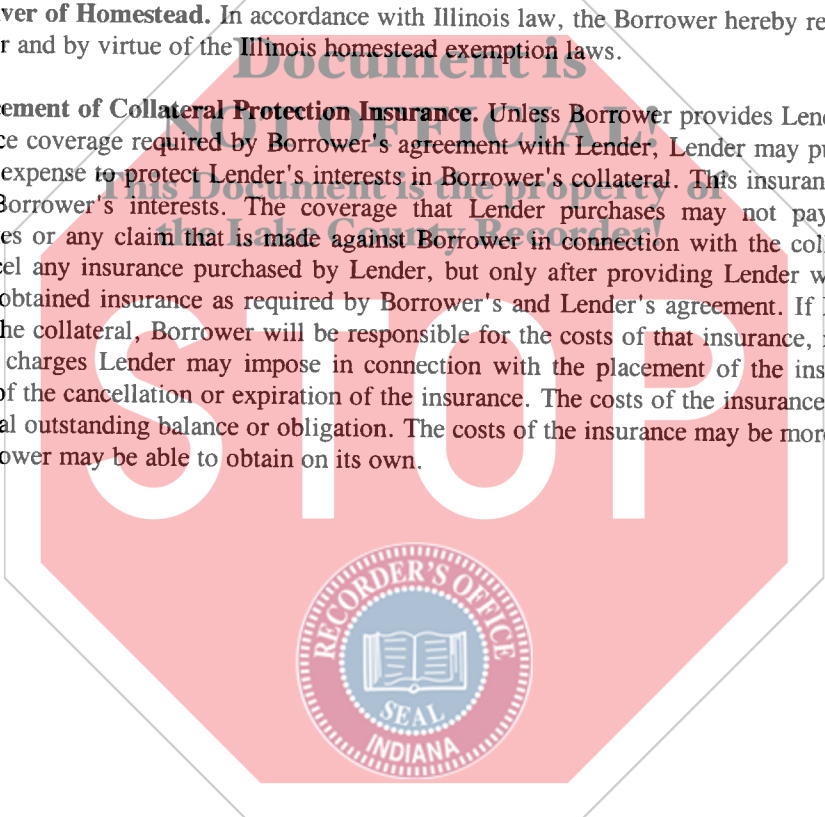 ver of Homestead. In accordance with Illinois law, the Borrower hereby re
r and by virtue of the Illinois homestead exemption laws.
Document is
NOT OFFICIAL!
This Document is the property of
the Lake County Recorder!
ement of Collateral Protection Insurance. Unless Borrower provides Lend
ce coverage required by Borrower's agreement with Lender, Lender may pu
expense to protect Lender's interests in Borrower's collateral. This insuran
Borrower's interests. The coverage that Lender purchases may not pay
es or any claim that is made against Borrower in connection with the col
cel any insurance purchased by Lender, but only after providing Lender w
obtained insurance as required by Borrower's and Lender's agreement. If
he collateral, Borrower will be responsible for the costs of that insurance,
charges Lender may impose in connection with the placement of the ins
of the cancellation or expiration of the insurance. The costs of the insurance
al outstanding balance or obligation. The costs of the insurance may be mor
ower may be able to obtain on its own.
STOP
RECORDER'S OFFICE
SEAL
INDIANA